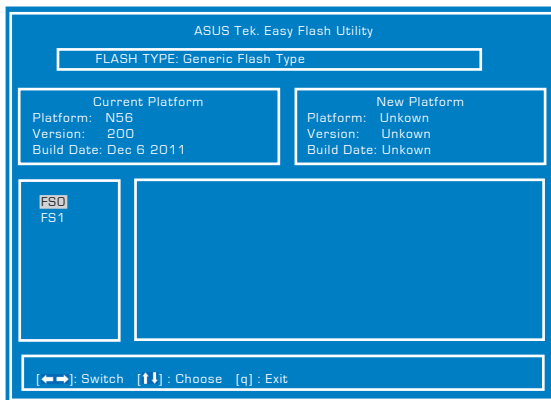 ASUS Tek. Easy Flash Utility
FLASH TYPE: Generic Flash Type
Current Platform
Platform: N56
Version: 200
Build Date: Dec 6 2011
New Platform
Platform: Unkown
Version: Unkown
Build Date: Unkown
FS0
FS1
[←→]: Switch [↑↓] : Choose [q] : Exit